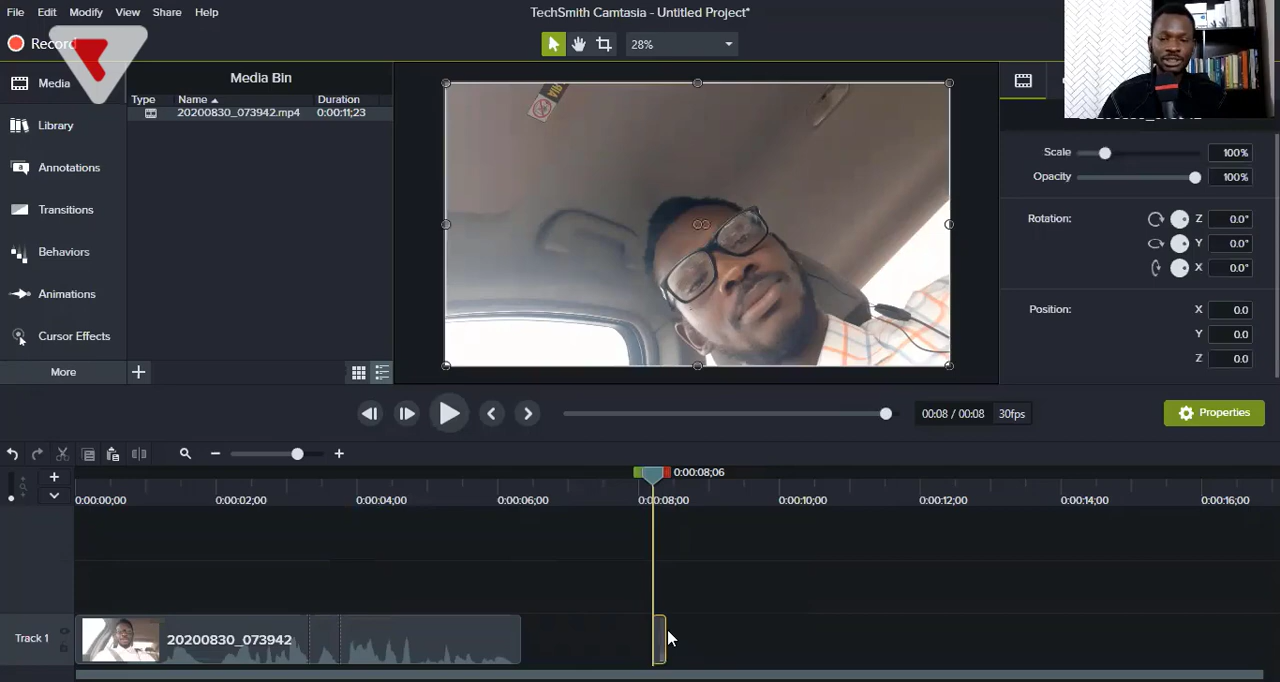 File Edit Modify View Share Help
TechSmith Camtasia - Untitled Project*
Record
28%
Media
Library
Annotations
Transitions
Behaviors
Animations
Cursor Effects
More
Media Bin
Type Name Duration
20200830_073942.mp4 0:00:11;23
Scale 100%
Opacity 100%
Rotation: Z 0.0°
Y 0.0°
X 0.0°
Position: X 0.0
Y 0.0
Z 0.0
00:08 / 00:08 30fps
Properties
0:00:08;06
0:00:00;00 0:00:02;00 0:00:04;00 0:00:06;00 0:00:08;00 0:00:10;00 0:00:12;00 0:00:14;00 0:00:16;00
Track 1
20200830_073942